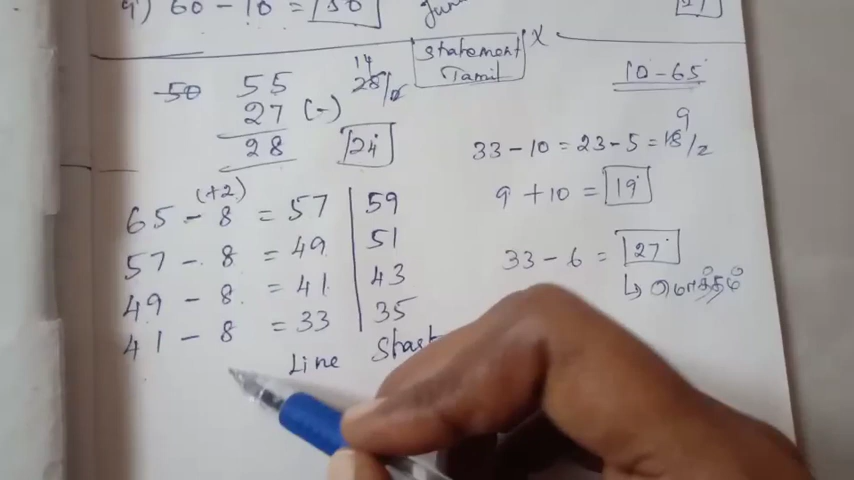 9) 60 - 10 = 50
Statement Tamil X
50 55 14
27 (-) 28/2
28 24
10-65
33 - 10 = 23 - 5 = 18/2 9
9 + 10 = 19
33 - 6 = 27
↳ மொத்தம்
(+2)
65 - 8 = 57 | 59
57 - 8 = 49 | 51
49 - 8 = 41 | 43
41 - 8 = 33 | 35
Line Start